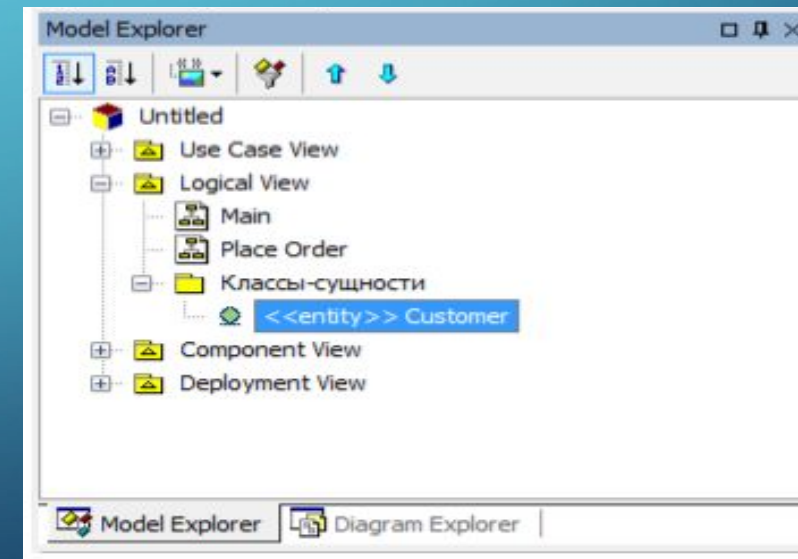 Model Explorer
Untitled
Use Case View
Logical View
Main
Place Order
Классы-сущности
<<entity>> Customer
Component View
Deployment View
Model Explorer Diagram Explorer